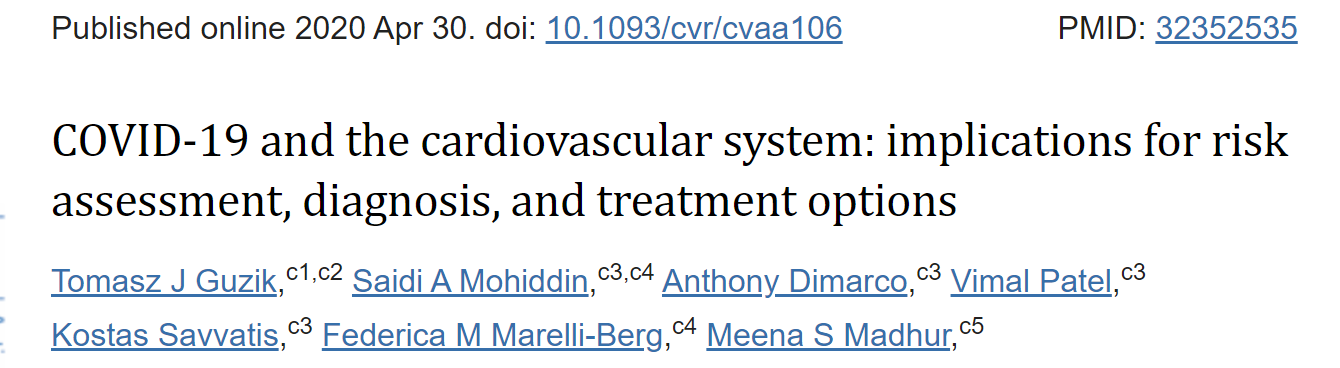 Published online 2020 Apr 30. doi: 10.1093/cvr/cvaa106 PMID: 32352535
COVID-19 and the cardiovascular system: implications for risk
assessment, diagnosis, and treatment options
Tomasz J Guzik,c1,c2 Saidi A Mohiddin,c3,c4 Anthony Dimarco,c3 Vimal Patel,c3
Kostas Savvatis,c3 Federica M Marelli-Berg,c4 Meena S Madhur,c5